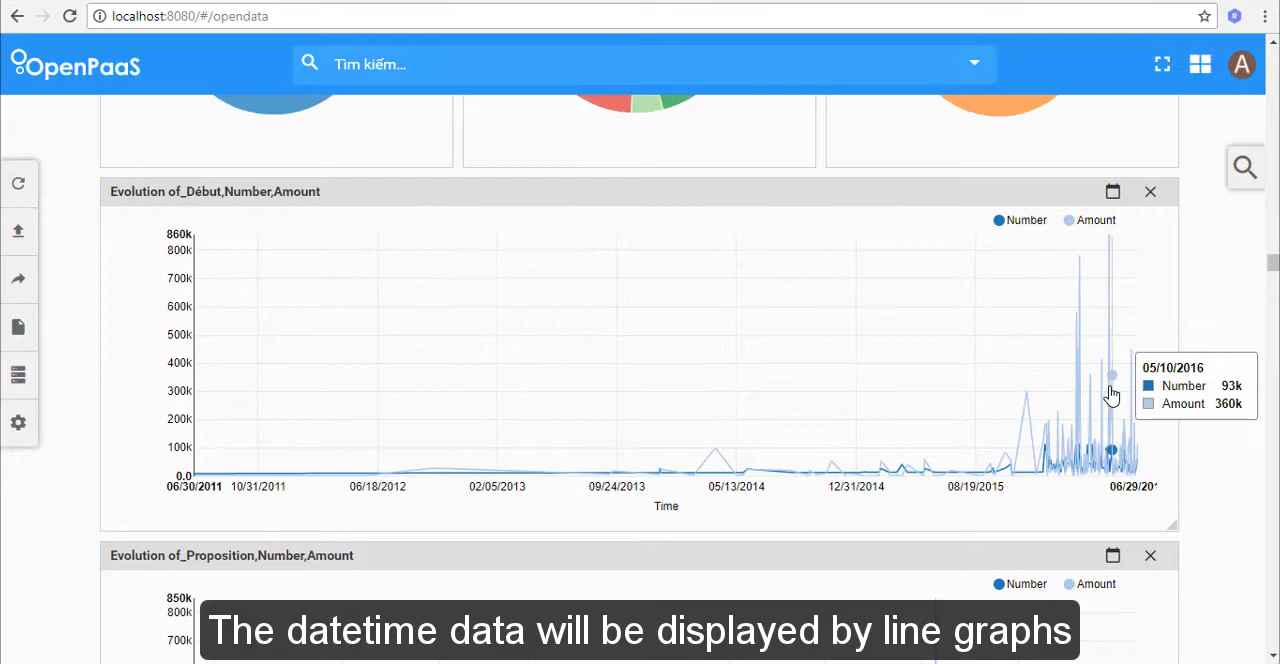 localhost:8080/#/opendata
OpenPaaS
Tìm kiếm...
A
Evolution of_Début,Number,Amount
Number Amount
860k
800k
700k
600k
500k
400k
300k
200k
100k
0.0
06/30/2011 10/31/2011 06/18/2012 02/05/2013 09/24/2013 05/13/2014 12/31/2014 08/19/2015 06/29/201
Time
05/10/2016
Number 93k
Amount 360k
Evolution of_Proposition,Number,Amount
Number Amount
850k
800k
700k
The datetime data will be displayed by line graphs